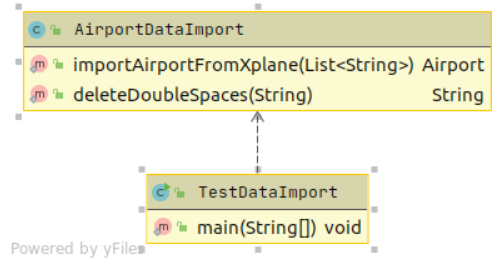 AirportDataImport
importAirportFromXplane(List<String>) Airport
deleteDoubleSpaces(String) String
TestDataImport
main(String[]) void
Powered by yFiles